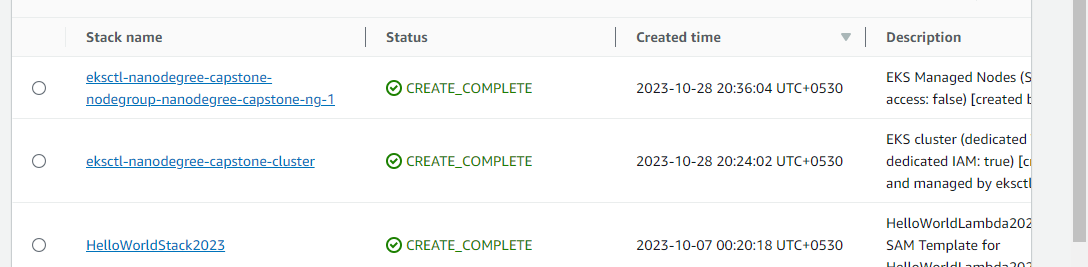 Stack name Status Created time Description
eksctl-nanodegree-capstone-
nodegroup-nanodegree-capstone-ng-1
CREATE_COMPLETE
2023-10-28 20:36:04 UTC+0530
EKS Managed Nodes (S
access: false) [created b
eksctl-nanodegree-capstone-cluster
CREATE_COMPLETE
2023-10-28 20:24:02 UTC+0530
EKS cluster (dedicated
dedicated IAM: true) [cr
and managed by eksctl
HelloWorldStack2023
CREATE_COMPLETE
2023-10-07 00:20:18 UTC+0530
HelloWorldLambda202
SAM Template for
HelloWorldLambda202